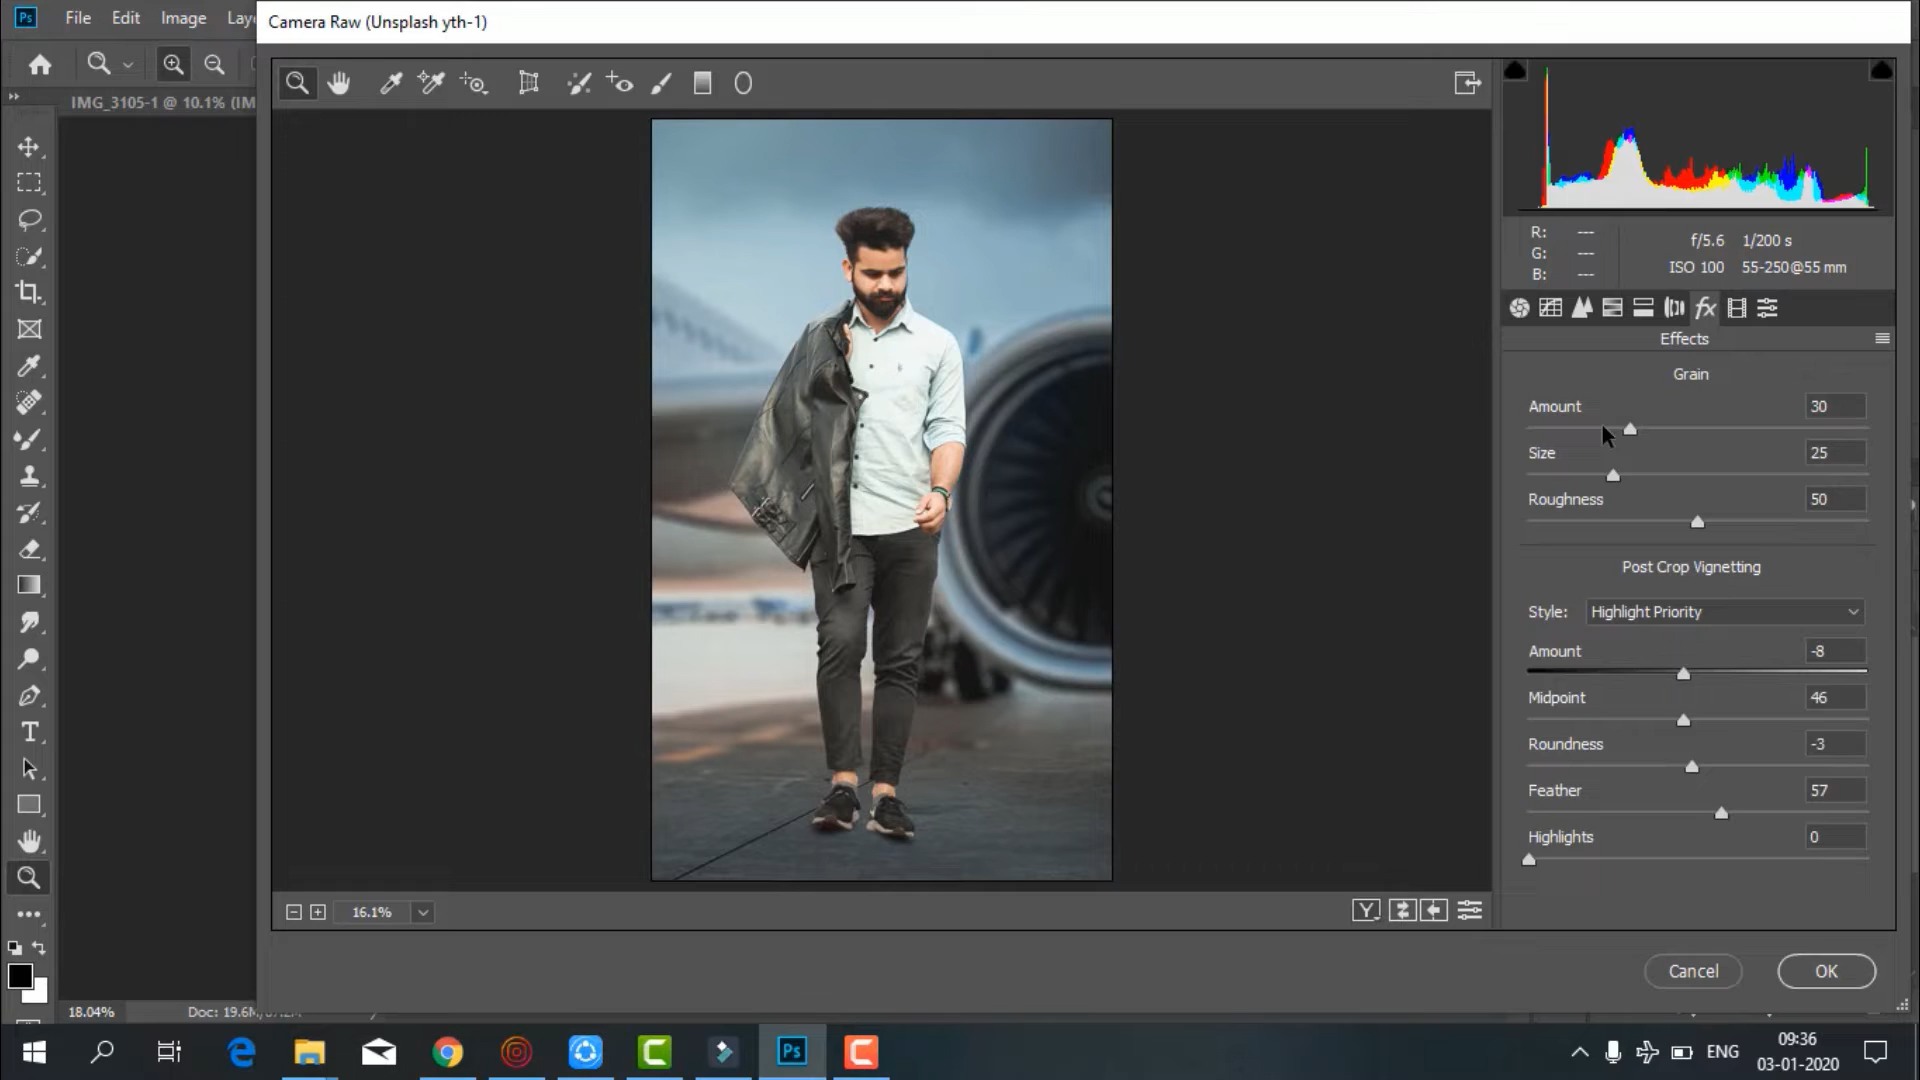 Ps File Edit Image Laye
Camera Raw (Unsplash yth-1)
IMG_3105-1 @ 10.1% (IM
R: ---
G: ---
B: ---
f/5.6 1/200 s
ISO 100 55-250@55 mm
fx
Effects
Grain
Amount 30
Size 25
Roughness 50
Post Crop Vignetting
Style: Highlight Priority
Amount -8
Midpoint 46
Roundness -3
Feather 57
Highlights 0
T
16.1%
Y
Cancel OK
18.04% Doc: 19.6M
Ps
ENG
09:36
03-01-2020